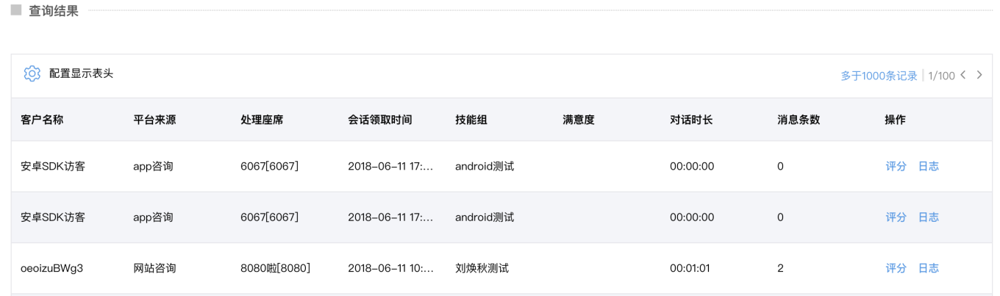 查询结果
配置显示表头 多于1000条记录 1/100
客户名称 平台来源 处理座席 会话领取时间 技能组 满意度 对话时长 消息条数 操作
安卓SDK访客 app咨询 6067[6067] 2018-06-11 17:... android测试 00:00:00 0 评分 日志
安卓SDK访客 app咨询 6067[6067] 2018-06-11 17:... android测试 00:00:00 0 评分 日志
oeoizuBWg3 网站咨询 8080啦[8080] 2018-06-11 10:... 刘焕秋测试 00:01:01 2 评分 日志